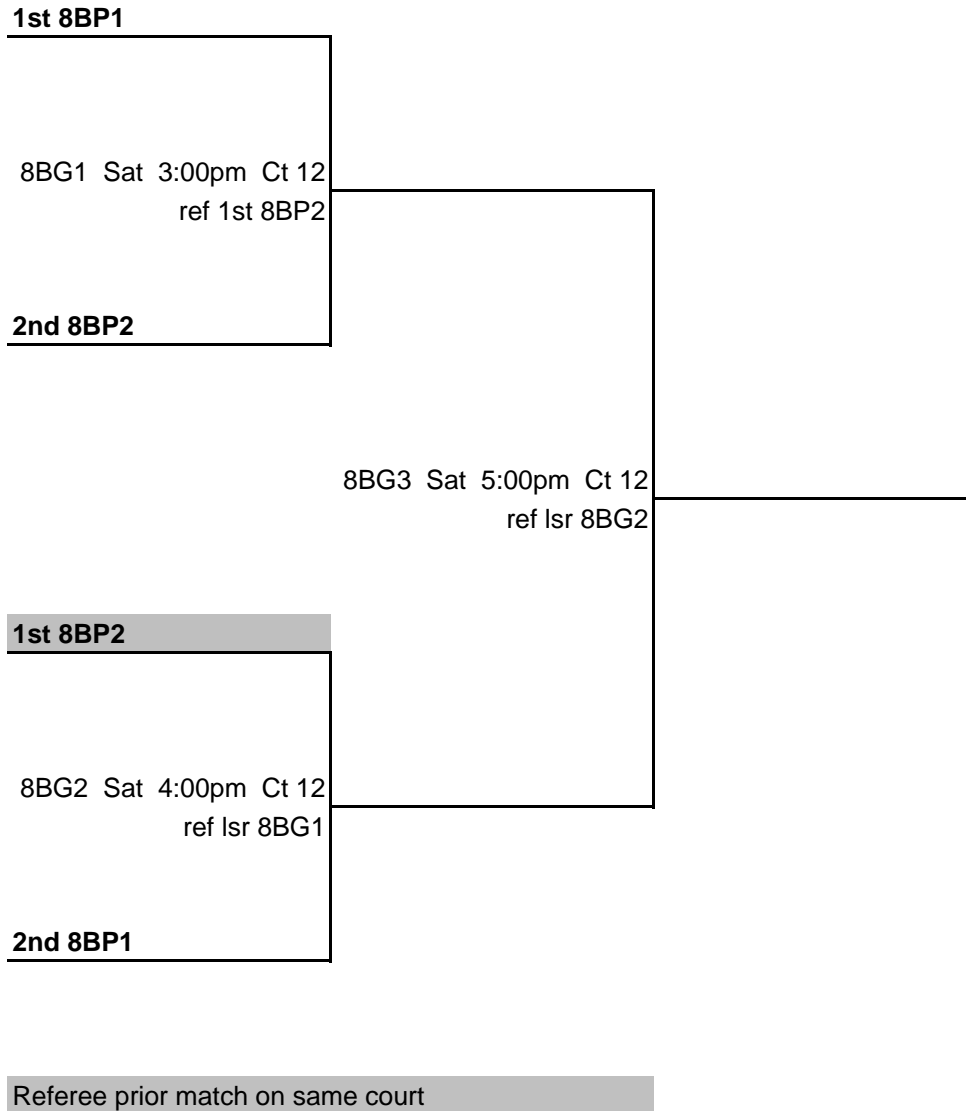 1st 8BP1
8BG1 Sat 3:00pm Ct 12
ref 1st 8BP2
2nd 8BP2
8BG3 Sat 5:00pm Ct 12
ref lsr 8BG2
1st 8BP2
8BG2 Sat 4:00pm Ct 12
ref lsr 8BG1
2nd 8BP1
Referee prior match on same court